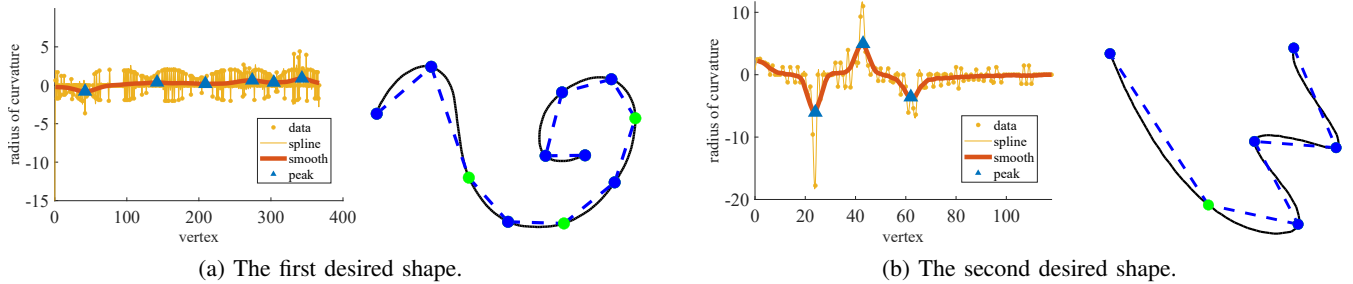 5
0
-5
-10
-15
radius of curvature
data
spline
smooth
peak
0 100 200 300 400
vertex
(a) The first desired shape.
10
0
-10
-20
radius of curvature
data
spline
smooth
peak
0 20 40 60 80 100
vertex
(b) The second desired shape.